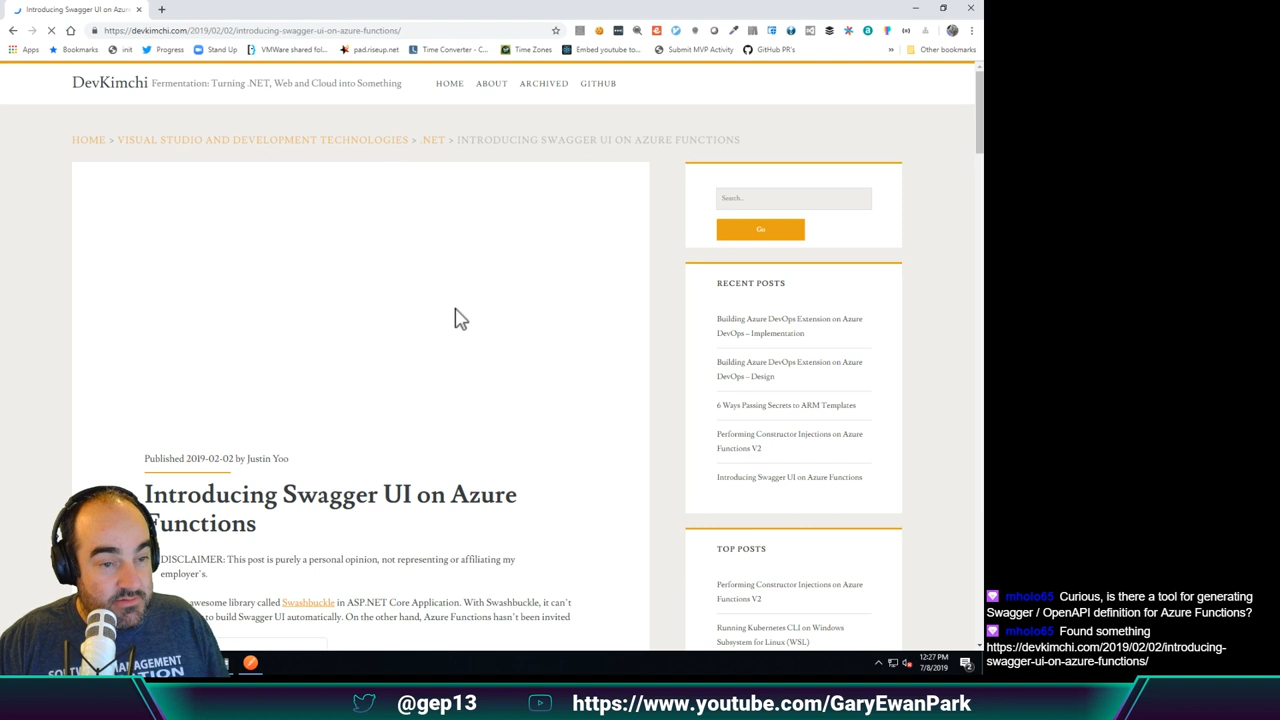 Introducing Swagger UI on Azure
https://devkimchi.com/2019/02/02/introducing-swagger-ui-on-azure-functions/
Apps
Bookmarks
init
Progress
Stand Up
VMWare shared fol...
pad.riseup.net
Time Converter - C...
Time Zones
Embed youtube to...
Submit MVP Activity
GitHub PR's
»
Other bookmarks
DevKimchi Fermentation: Turning .NET, Web and Cloud into Something
HOME ABOUT ARCHIVED GITHUB
HOME > VISUAL STUDIO AND DEVELOPMENT TECHNOLOGIES > .NET > INTRODUCING SWAGGER UI ON AZURE FUNCTIONS
Published 2019-02-02 by Justin Yoo
Introducing Swagger UI on Azure
Functions
DISCLAIMER: This post is purely a personal opinion, not representing or affiliating my
employer's.
awesome library called Swashbuckle in ASP.NET Core Application. With Swashbuckle, it can't
to build Swagger UI automatically. On the other hand, Azure Functions hasn't been invited
Search...
Go
RECENT POSTS
Building Azure DevOps Extension on Azure
DevOps – Implementation
Building Azure DevOps Extension on Azure
DevOps – Design
6 Ways Passing Secrets to ARM Templates
Performing Constructor Injections on Azure
Functions V2
Introducing Swagger UI on Azure Functions
TOP POSTS
Performing Constructor Injections on Azure
Functions V2
Running Kubernetes CLI on Windows
Subsystem for Linux (WSL)
12:27 PM
7/8/2019
2
mholo65 Curious, is there a tool for generating
Swagger / OpenAPI definition for Azure Functions?
mholo65 Found something
https://devkimchi.com/2019/02/02/introducing-
swagger-ui-on-azure-functions/
SOFTWARE MANAGEMENT
@gep13
https://www.youtube.com/GaryEwanPark